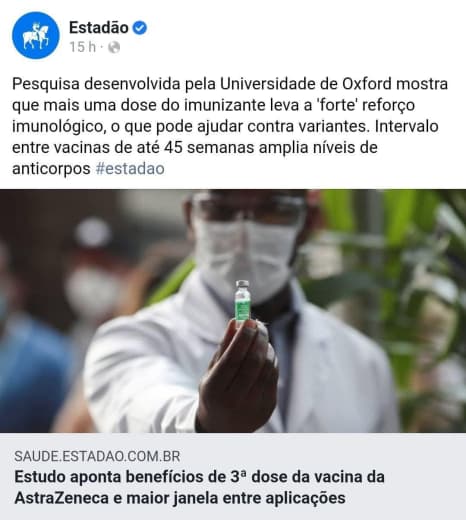 Estadão
15 h ·
Pesquisa desenvolvida pela Universidade de Oxford mostra
que mais uma dose do imunizante leva a 'forte' reforço
imunológico, o que pode ajudar contra variantes. Intervalo
entre vacinas de até 45 semanas amplia níveis de
anticorpos #estadao
SAUDE.ESTADAO.COM.BR
Estudo aponta benefícios de 3ª dose da vacina da
AstraZeneca e maior janela entre aplicações